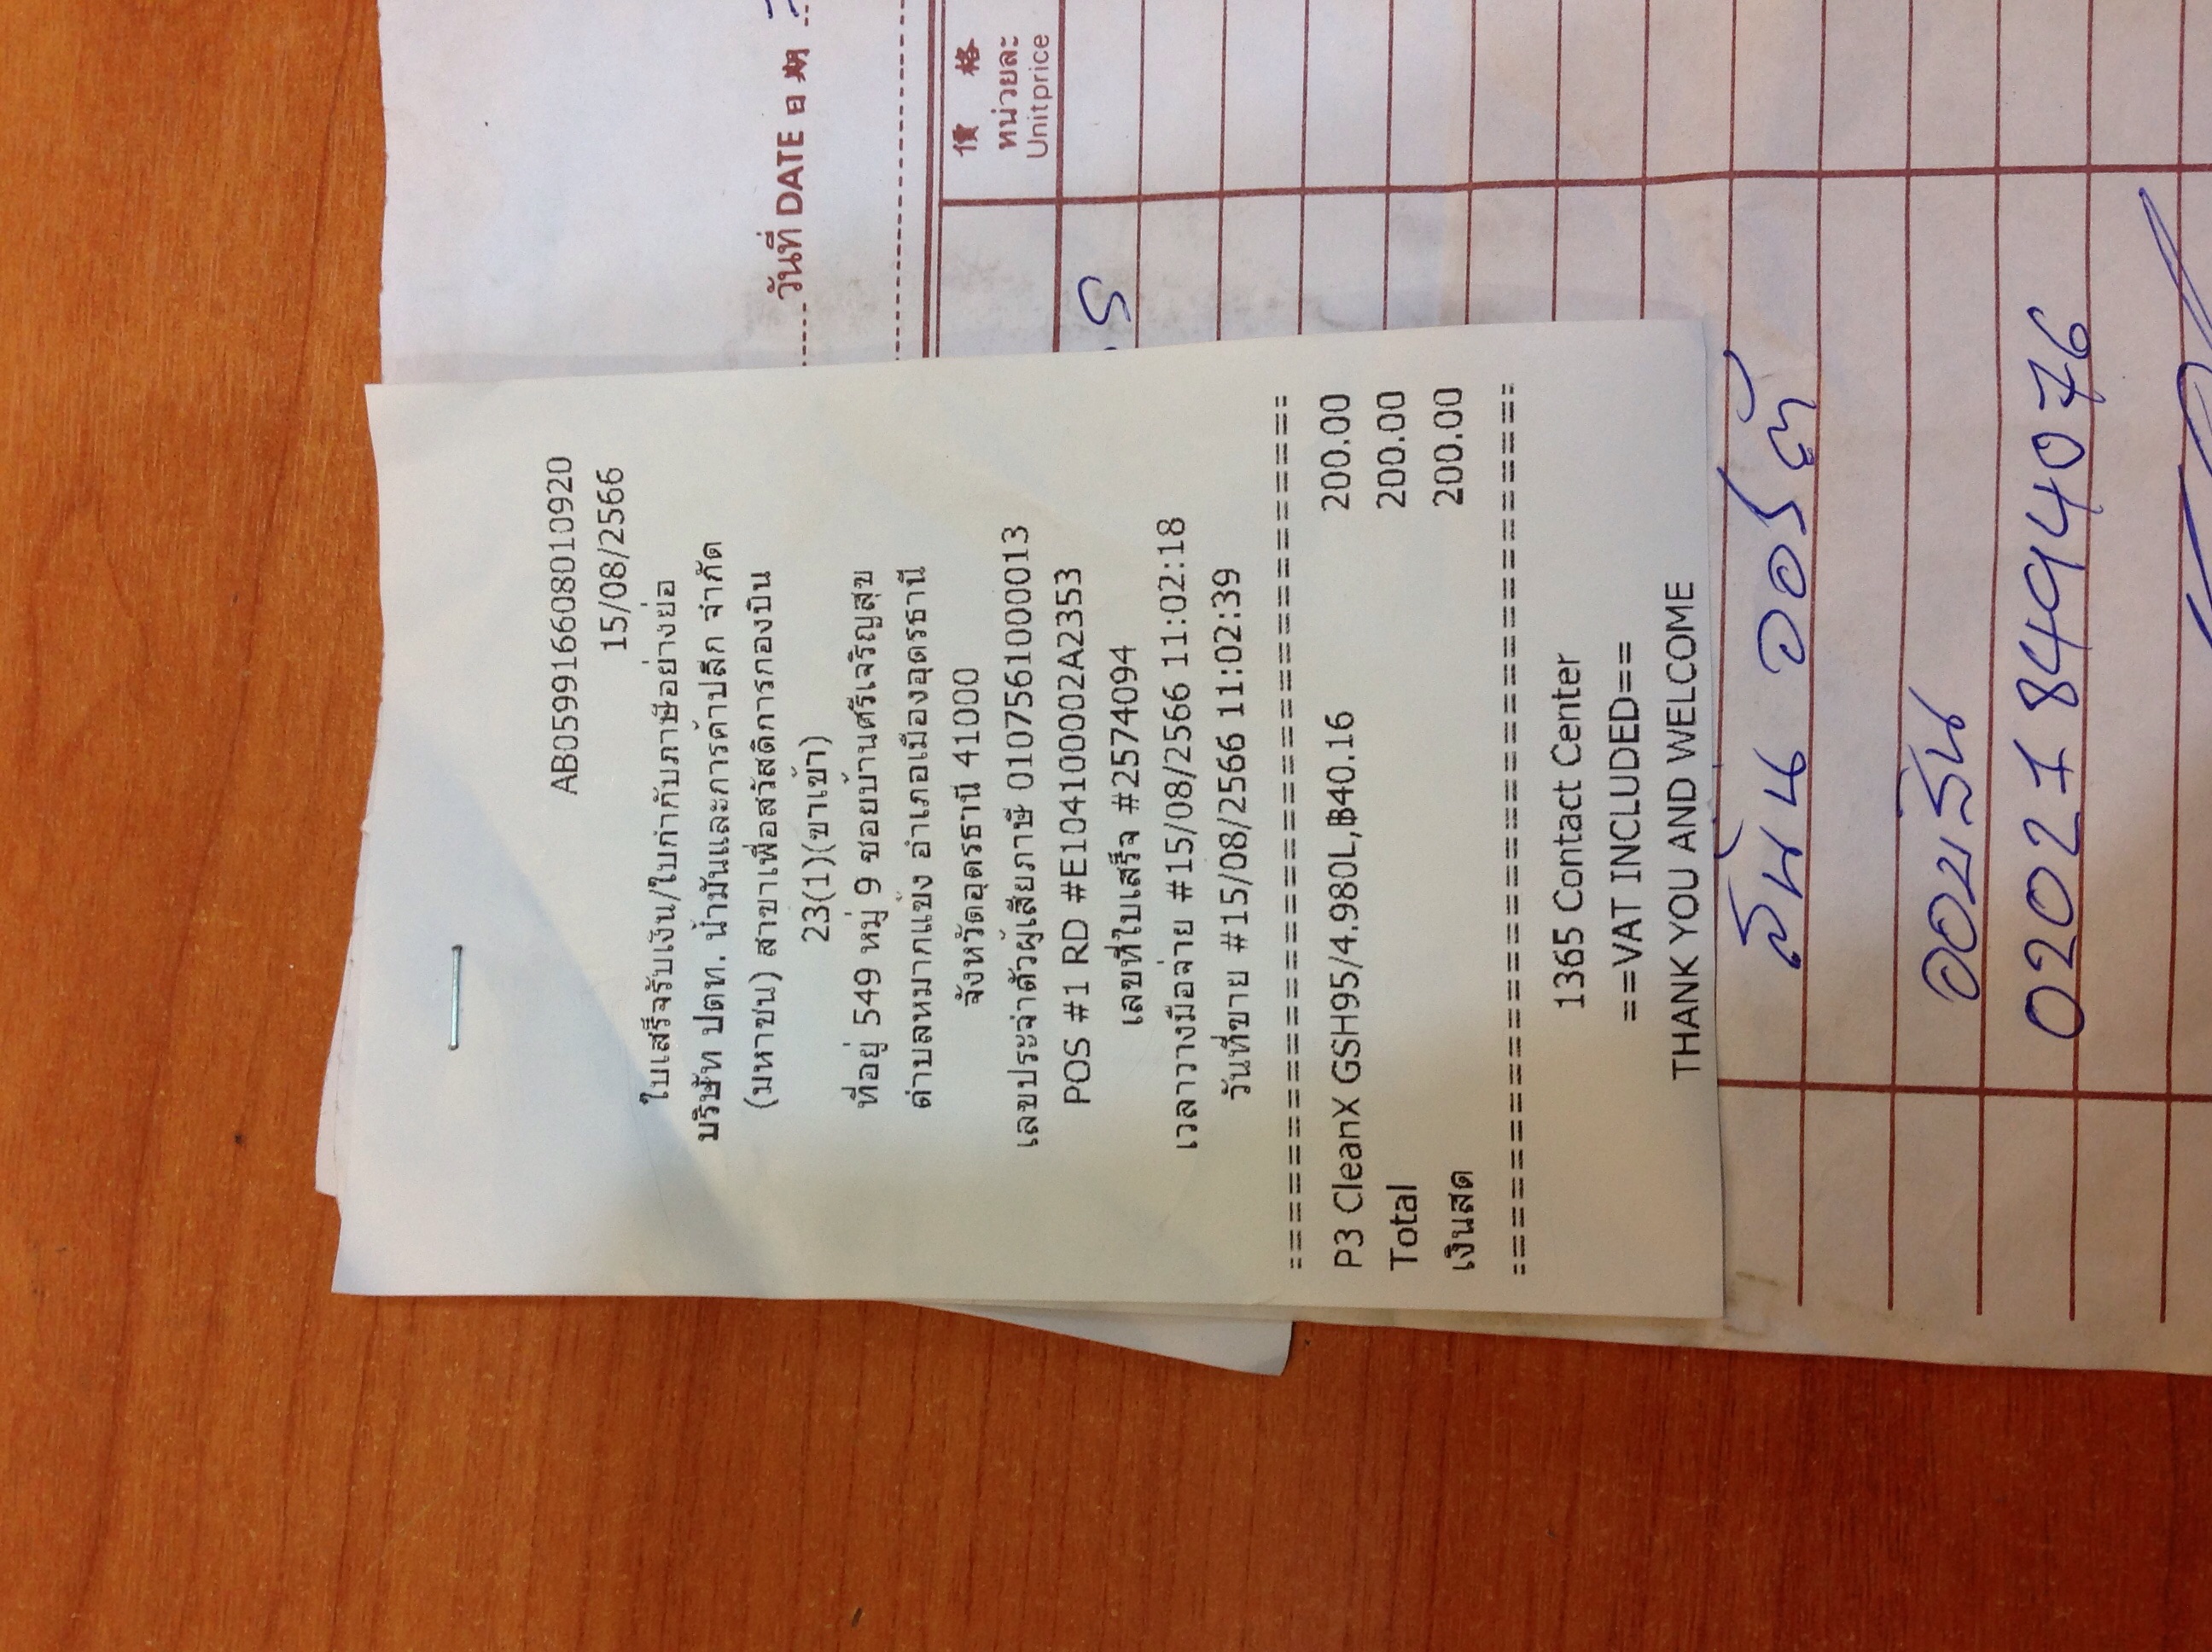 AB0599166080109​20
15/08/2566
ใบเสร็จรับเงิน/ใบกำกับภาษีอย่างย่อ
บริษัท ปตท. น้ำมันและการค้าปลีก จำกัด
(มหาชน) สาขาเพื่อสวัสดิการกองบิน
23(1)(ขาเข้า)
ที่อยู่ 549 หมู่ 9 ซอยบ้านศรีเจริญสุข
ตำบลหมากแข้ง อำเภอเมืองอุดรธานี
จังหวัดอุดรธานี 41000
เลขประจำตัวผู้เสียภาษี 0107561000013
POS #1 RD #E104100002A2353
เลขที่ใบเสร็จ #2574094
เวลาวางมือจ่าย #15/08/2566 11:02:18
วันที่ขาย #15/08/2566 11:02:39
P3 CleanX GSH95/4.980L,฿40.16 200.00
Total 200.00
เงินสด 200.00
1365 Contact Center
==VAT INCLUDED==
THANK YOU AND WELCOME
วันที่ DATE 日期
價格
หน่วยละ
Unitprice
ออมสิน
020218494076